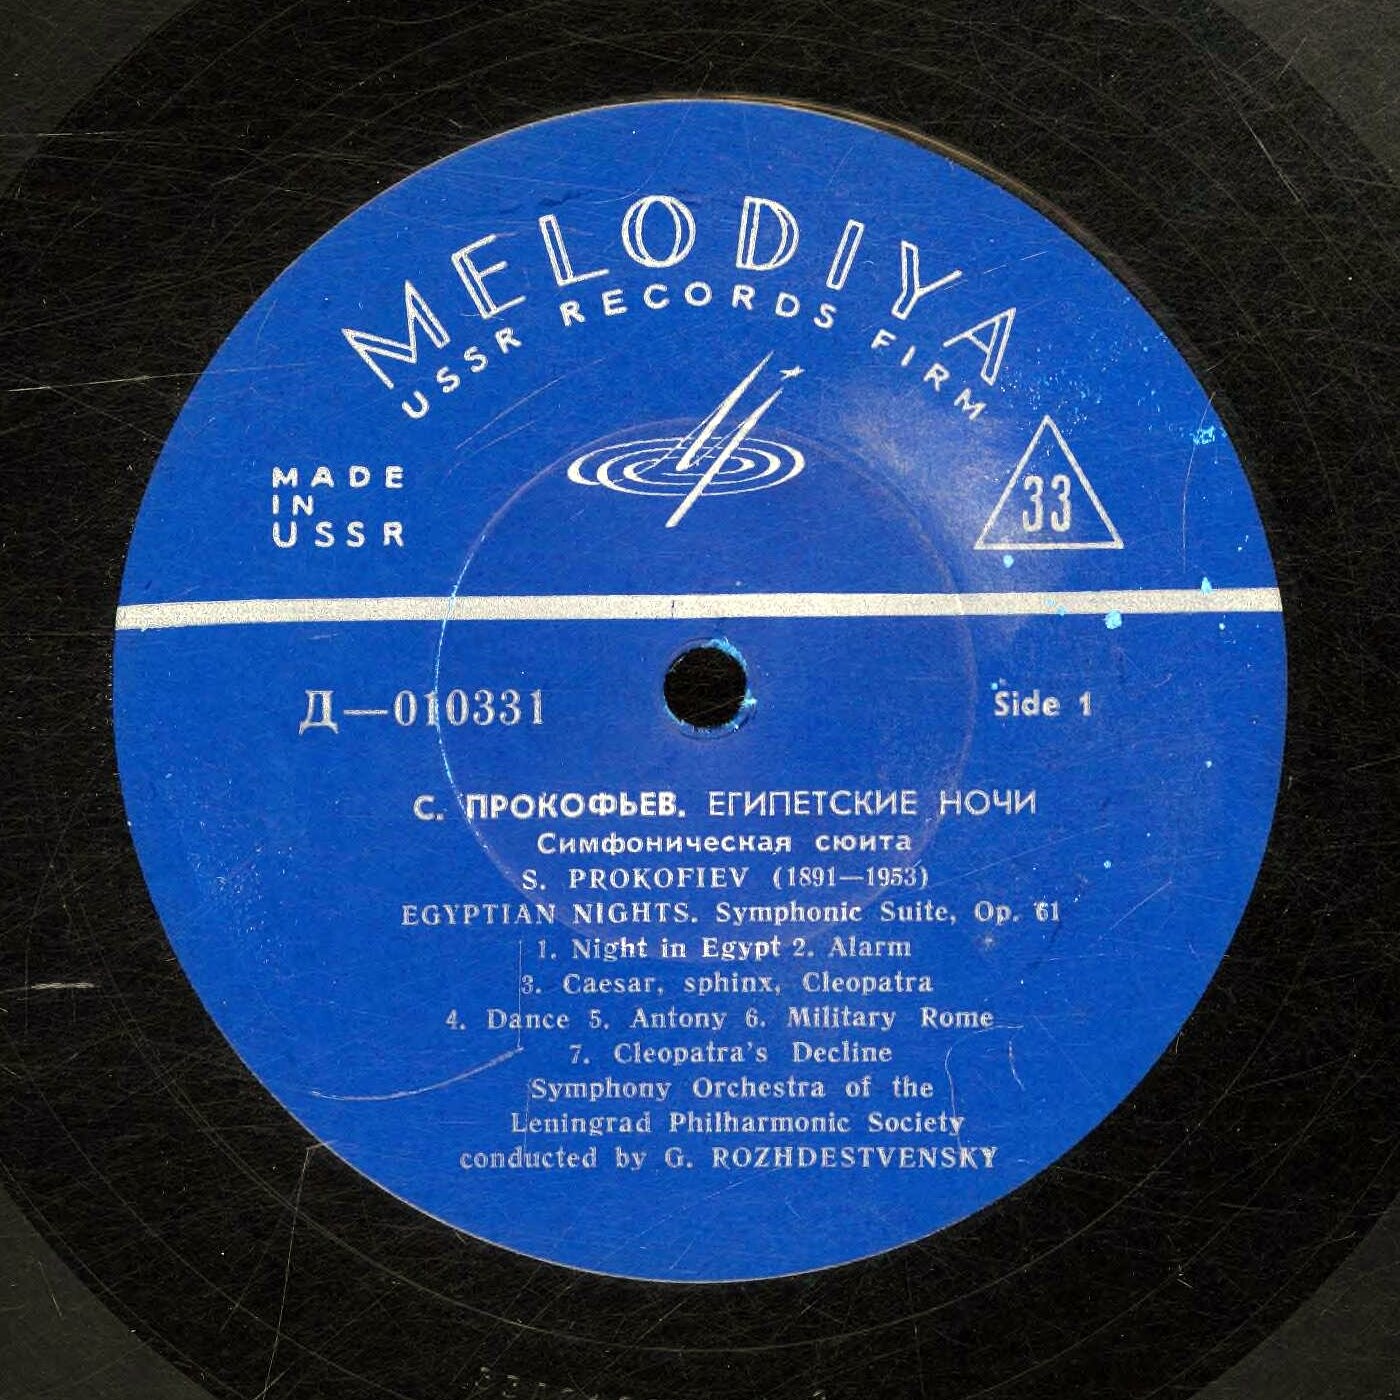 MELODIYA
USSR RECORDS FIRM
MADE
IN
USSR
33
Д—010331
Side 1
С. ПРОКОФЬЕВ. ЕГИПЕТСКИЕ НОЧИ
Симфоническая сюита
S. PROKOFIEV (1891—1953)
EGYPTIAN NIGHTS. Symphonic Suite, Op. 61
1. Night in Egypt 2. Alarm
3. Caesar, sphinx, Cleopatra
4. Dance 5. Antony 6. Military Rome
7. Cleopatra's Decline
Symphony Orchestra of the
Leningrad Philharmonic Society
conducted by G. ROZHDESTVENSKY